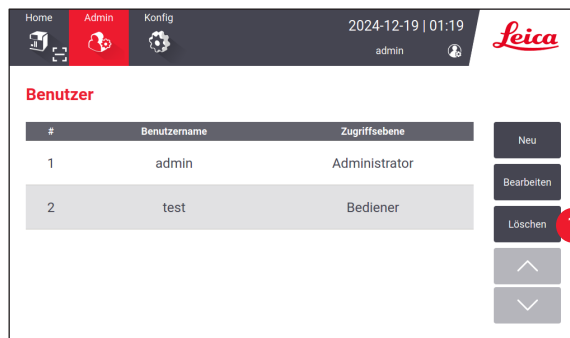 Home Admin Konfig
2024-12-19 | 01:19
admin
Leica
Benutzer
# Benutzername Zugriffsebene
1 admin Administrator
2 test Bediener
Neu
Bearbeiten
Löschen